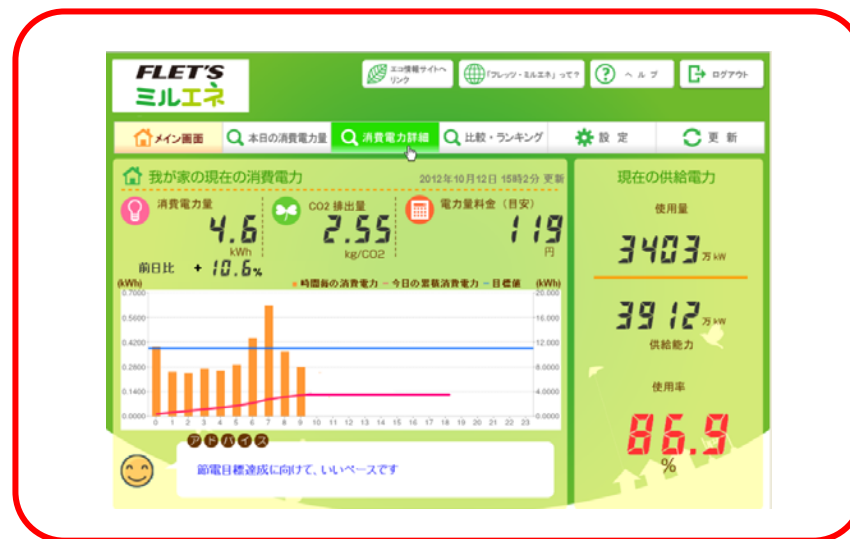 FLET'S
ミルエネ
エコ情報サイトへ
リンク
「フレッツ・ミルエネ」って?
ヘルプ
ログアウト
メイン画面
本日の消費電力量
消費電力詳細
比較・ランキング
設 定
更 新
我が家の現在の消費電力
2012年10月12日 15時2分 更新
消費電力量
4.6
kWh
前日比 + 10.6%
CO2 排出量
2.55
kg/CO2
電力量料金(目安)
119
円
(kWh)
時間毎の消費電力 − 今日の累積消費電力 − 目標値
(kWh)
0.7000
0.5600
0.4200
0.2800
0.1400
0.0000
20.000
16.000
12.000
8.0000
4.0000
0.0000
0 1 2 3 4 5 6 7 8 9 10 11 12 13 14 15 16 17 18 19 20 21 22 23
アドバイス
節電目標達成に向けて、いいペースです
現在の供給電力
使用量
3403万kW
3912万kW
供給能力
使用率
86.9
%